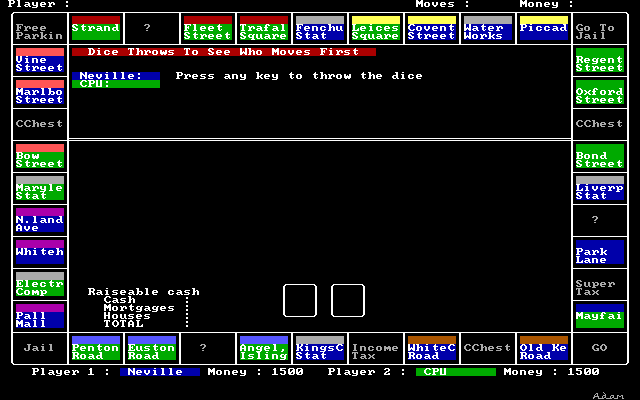 Player :   Moves :   Money :
Free Parkin
Strand
?
Fleet Street
Trafal Square
Fenchu Stat
Leices Square
Covent Street
Water Works
Piccad
Go To Jail
Vine Street
Dice Throws To See Who Moves First
Regent Street
Neville:   Press any key to throw the dice
CPU:
Marlbo Street
Oxford Street
CChest
CChest
Bow Street
Bond Street
Maryle Stat
Liverp Stat
N.land Ave
?
Whiteh
Park Lane
Electr Comp
Super Tax
Raiseable cash
Cash :
Mortgages :
Houses :
TOTAL :
Pall Mall
Mayfai
Jail
Penton Road
Euston Road
?
Angel, Isling
KingsC Stat
Income Tax
WhiteC Road
CChest
Old Ke Road
GO
Player 1 : Neville Money : 1500 Player 2 : CPU Money : 1500
Adam